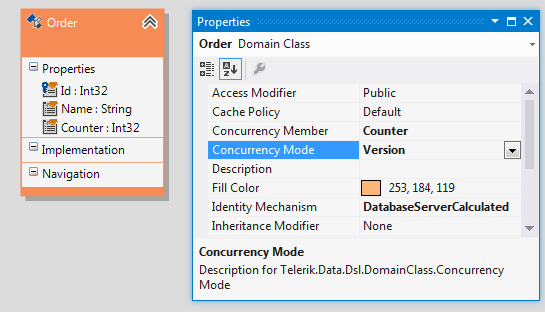 Order
Properties
Id : Int32
Name : String
Counter : Int32
Implementation
Navigation
Properties
Order Domain Class
Access Modifier Public
Cache Policy Default
Concurrency Member Counter
Concurrency Mode Version
Description
Fill Color 253, 184, 119
Identity Mechanism DatabaseServerCalculated
Inheritance Modifier None
Concurrency Mode
Description for Telerik.Data.Dsl.DomainClass.Concurrency
Mode